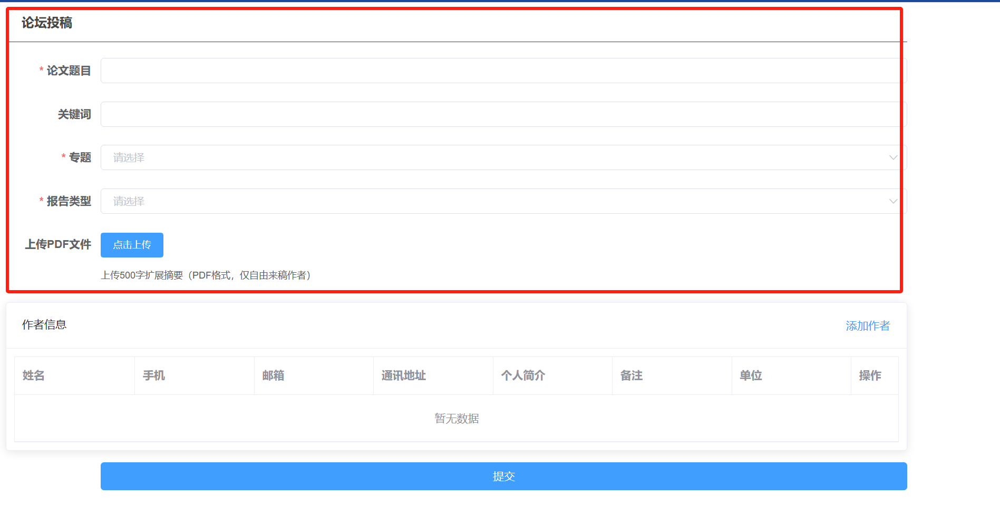 论坛投稿
* 论文题目
关键词
* 专题 请选择
* 报告类型 请选择
上传PDF文件 点击上传
上传500字扩展摘要（PDF格式，仅自由来稿作者）
作者信息 添加作者
姓名 手机 邮箱 通讯地址 个人简介 备注 单位 操作
暂无数据
提交